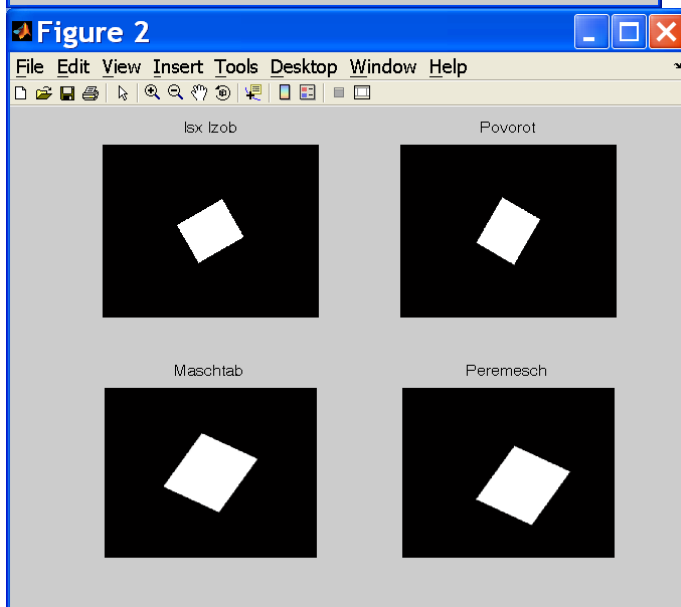 Figure 2
File Edit View Insert Tools Desktop Window Help
Isx Izob
Povorot
Maschtab
Peremesch